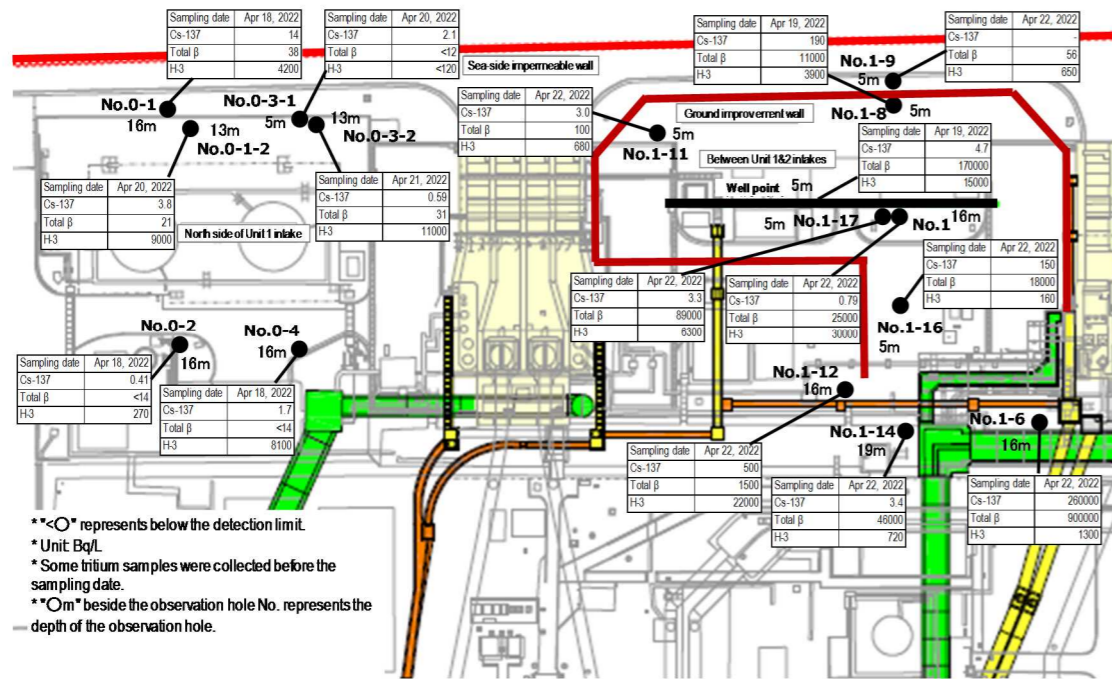 Sampling date Apr 18, 2022
Cs-137 14
Total β 38
H-3 4200
Sampling date Apr 20, 2022
Cs-137 2.1
Total β <12
H-3 <120
Sampling date Apr 19, 2022
Cs-137 190
Total β 11000
H-3 3900
Sampling date Apr 22, 2022
Cs-137 -
Total β 56
H-3 650
Sea-side impermeable wall
No.1-9
5m
No.0-1
16m
No.0-3-1
5m
13m
No.0-1-2
13m
No.0-3-2
Sampling date Apr 22, 2022
Cs-137 3.0
Total β 100
H-3 680
5m
No.1-11
Ground improverrent wall
No.1-8
5m
Sampling date Apr 19, 2022
Cs-137 4.7
Total β 170000
H-3 15000
Between Unit 1&2 intakes
Well point 5m
Sampling date Apr 20, 2022
Cs-137 3.8
Total β 21
H-3 9000
North side of Unit 1 intake
Sampling date Apr 21, 2022
Cs-137 0.59
Total β 31
H-3 11000
5m No.1-17
No.1 16m
Sampling date Apr 22, 2022
Cs-137 150
Total β 18000
H-3 160
Sampling date Apr 22, 2022
Cs-137 3.3
Total β 89000
H-3 6300
Sampling date Apr 22, 2022
Cs-137 0.79
Total β 25000
H-3 30000
No.1-16
5m
No.0-2
16m
No.0-4
16m
Sampling date Apr 18, 2022
Cs-137 0.41
Total β <14
H-3 270
Sampling date Apr 18, 2022
Cs-137 1.7
Total β <14
H-3 8100
No.1-12
16m
No.1-14
19m
No.1-6
16m
Sampling date Apr 22, 2022
Cs-137 500
Total β 1500
H-3 22000
Sampling date Apr 22, 2022
Cs-137 3.4
Total β 46000
H-3 720
Sampling date Apr 22, 2022
Cs-137 260000
Total β 900000
H-3 1300
* "<O" represents below the detection limit.
* Unit: Bq/L
* Some tritium samples were collected before the
sampling date.
* "Om" beside the observation hole No. represents the
depth of the observation hole.